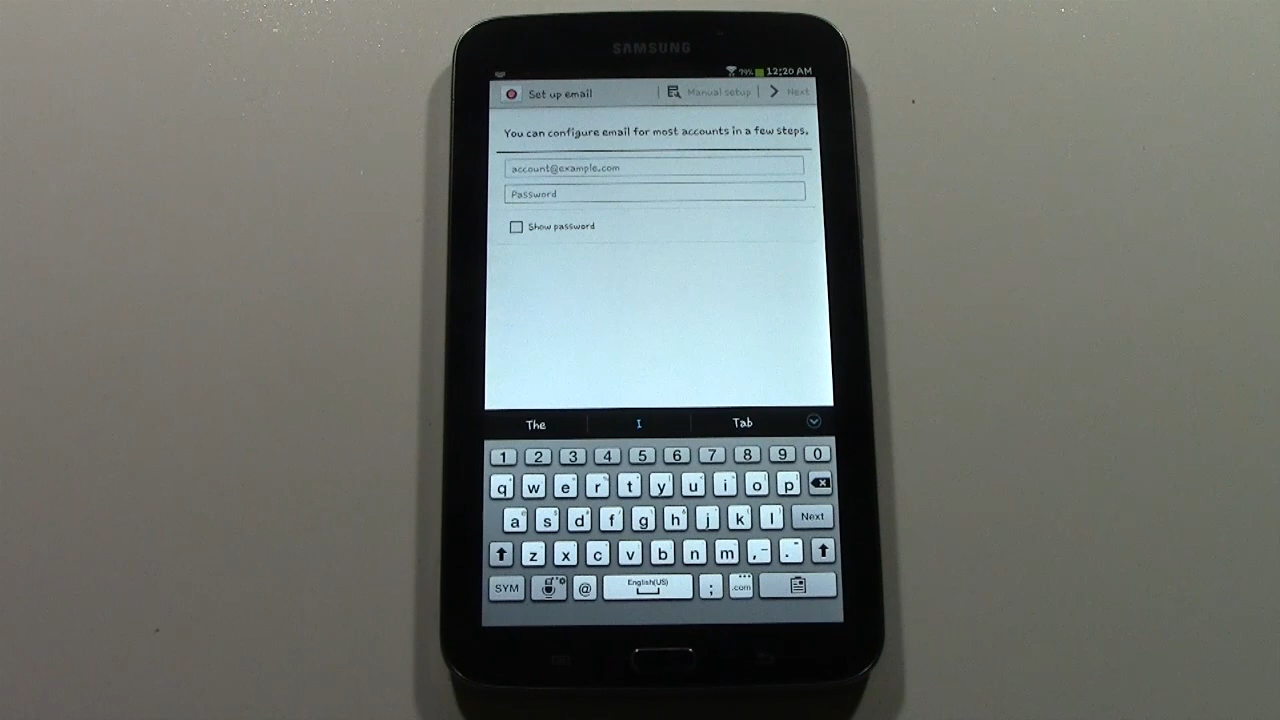 SAMSUNG
79% 12:20 AM
Set up email Manual setup Next
You can configure email for most accounts in a few steps.
account@example.com
Password
Show password
The I Tab
1 2 3 4 5 6 7 8 9 0
q w e r t y u i o p
a s d f g h j k l Next
z x c v b n m , - . "
SYM @ English(US) ; .com